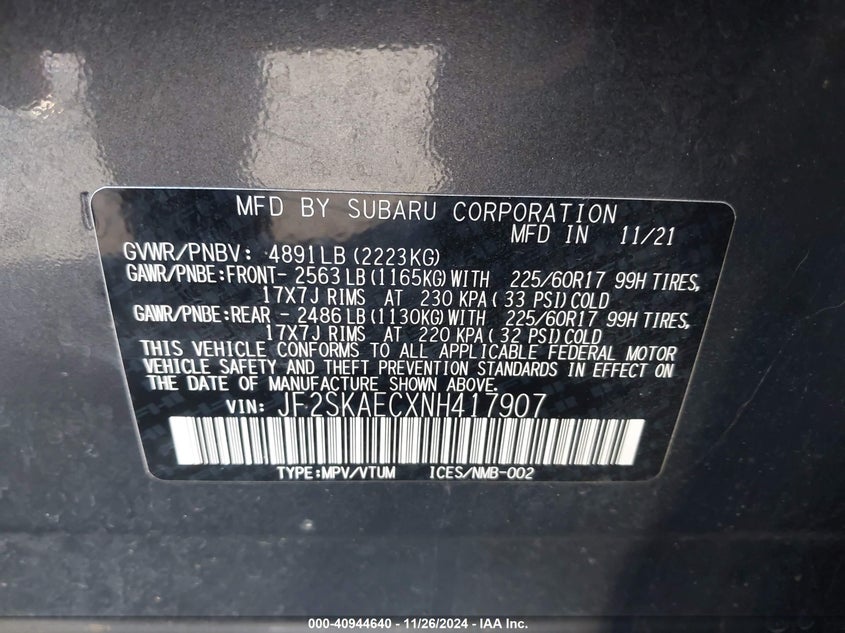 MFD BY SUBARU CORPORATION
MFD IN 11/21
GVWR/PNBV: 4891LB(2223KG)
GAWR/PNBE:FRONT- 2563LB(1165KG)WITH 225/60R17 99H TIRES,
17X7J RIMS AT 230 KPA( 33 PSI)COLD
GAWR/PNBE:REAR - 2486LB(1130KG)WITH 225/60R17 99H TIRES,
17X7J RIMS AT 220 KPA( 32 PSI)COLD
THIS VEHICLE CONFORMS TO ALL APPLICABLE FEDERAL MOTOR
VEHICLE SAFETY AND THEFT PREVENTION STANDARDS IN EFFECT ON
THE DATE OF MANUFACTURE SHOWN ABOVE.
VIN: JF2SKAECXNH417907
TYPE:MPV/VTUM ICES/NMB-002
000-40944640 - 11/26/2024 - IAA Inc.